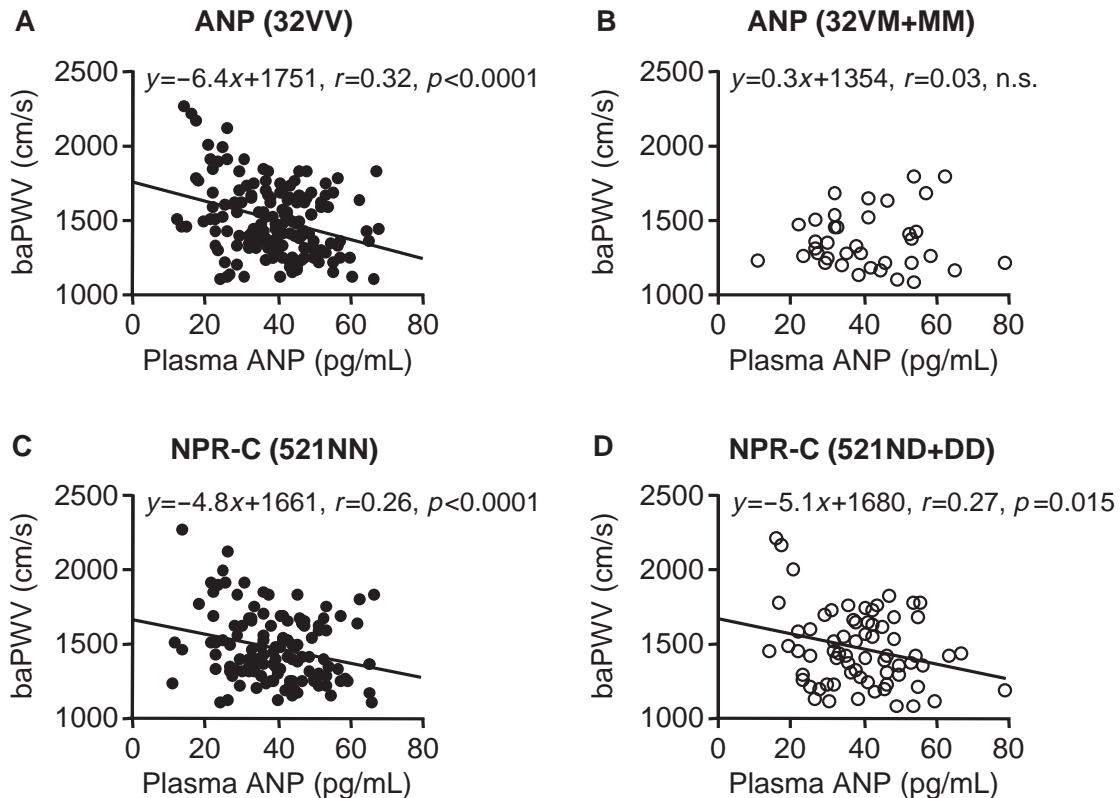 A ANP (32VV)
y=−6.4x+1751, r=0.32, p<0.0001
baPWV (cm/s)
2500
2000
1500
1000
0 20 40 60 80
Plasma ANP (pg/mL)
B ANP (32VM+MM)
y=0.3x+1354, r=0.03, n.s.
baPWV (cm/s)
2500
2000
1500
1000
0 20 40 60 80
Plasma ANP (pg/mL)
C NPR-C (521NN)
y=−4.8x+1661, r=0.26, p<0.0001
baPWV (cm/s)
2500
2000
1500
1000
0 20 40 60 80
Plasma ANP (pg/mL)
D NPR-C (521ND+DD)
y=−5.1x+1680, r=0.27, p=0.015
baPWV (cm/s)
2500
2000
1500
1000
0 20 40 60 80
Plasma ANP (pg/mL)